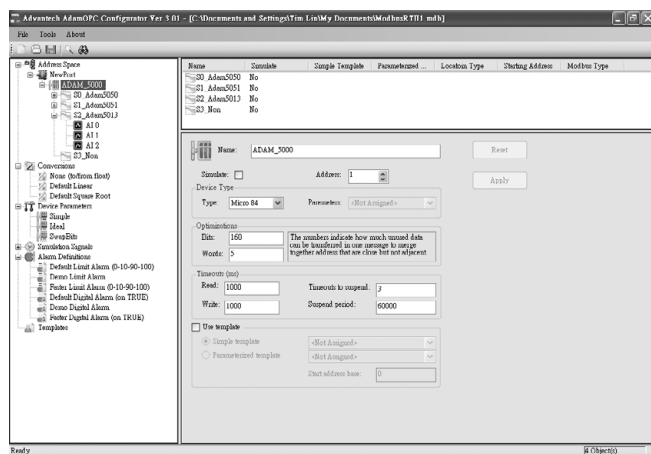 Advantech AdamOPC Configurator Ver 3.01 - [C:\Documents and Settings\Tim Lin\My Documents\ModbusRTU1.mdb]
File Tools About
Address Space
NewPort
ADAM_5000
S0_Adam5050
S1_Adam5051
S2_Adam5013
AI 0
AI 1
AI 2
S3_Non
Conversions
None (to/from float)
Default Linear
Default Square Root
Device Parameters
Simple
Ideal
SwapBits
Simulation Signals
Alarm Definitions
Default Limit Alarm (0-10-90-100)
Demo Limit Alarm
Faster Limit Alarm (0-10-90-100)
Default Digital Alarm (on TRUE)
Demo Digital Alarm
Faster Digital Alarm (on TRUE)
Templates
Name Simulate Simple Template Parameterized ... Location Type Starting Address Modbus Type
S0_Adam5050 No
S1_Adam5051 No
S2_Adam5013 No
S3_Non No
Name: ADAM_5000 Reset
Simulate: Address: 1 Apply
Device Type
Type: Micro 84 Parameters: <Not Assigned>
Optimizations
Bits: 160
Words: 5
The numbers indicate how much unused data
can be transferred in one message to merge
together address that are close but not adjacent
Timeouts (ms)
Read: 1000 Timeouts to suspend: 3
Write: 1000 Suspend period: 60000
Use template
Simple template <Not Assigned>
Parameterized template <Not Assigned>
Start address base: 0
Ready 4 Object(s)